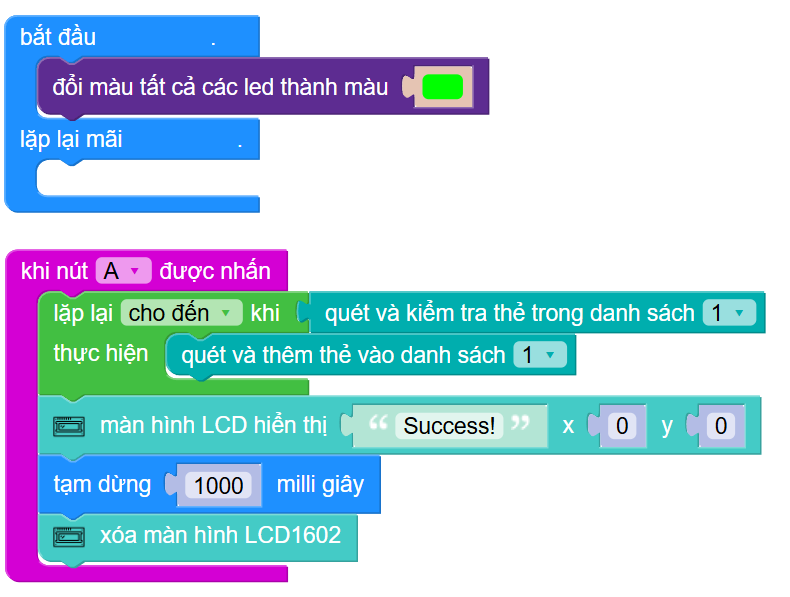 bắt đầu .
đổi màu tất cả các led thành màu
lặp lại mãi .
khi nút A được nhấn
lặp lại cho đến khi quét và kiểm tra thẻ trong danh sách 1
thực hiện quét và thêm thẻ vào danh sách 1
màn hình LCD hiển thị “ Success! ” x 0 y 0
tạm dừng 1000 milli giây
xóa màn hình LCD1602